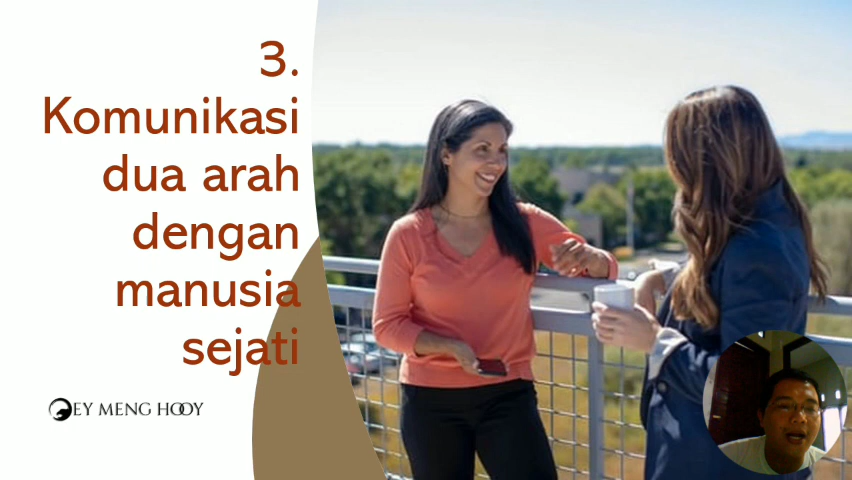 3.
Komunikasi
dua arah
dengan
manusia
sejati
EY MENG HOOY